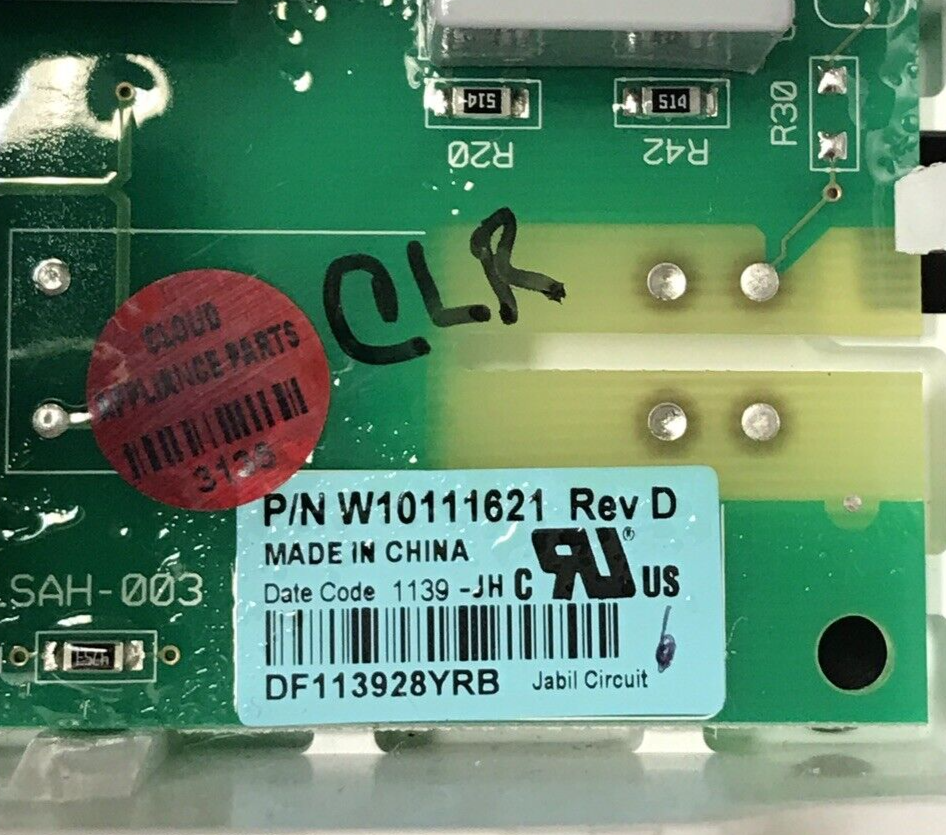 514
514
R20
R42
R30
CLR
CLOUD
APPLIANCE PARTS
3136
P/N W10111621 Rev D
MADE IN CHINA
Date Code 1139 -JH C RU® US
DF113928YRB Jabil Circuit
SAH-003